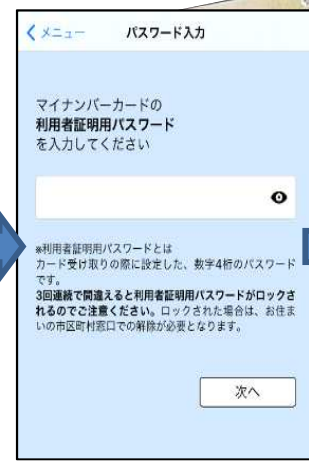 メニュー パスワード入力
マイナンバーカードの
利用者証明用パスワード
を入力してください
※利用者証明用パスワードとは
カード受け取りの際に設定した、数字4桁のパスワード
です。
3回連続で間違えると利用者証明用パスワードがロックさ
れるのでご注意ください。ロックされた場合は、お住ま
いの市区町村窓口での解除が必要となります。
次へ